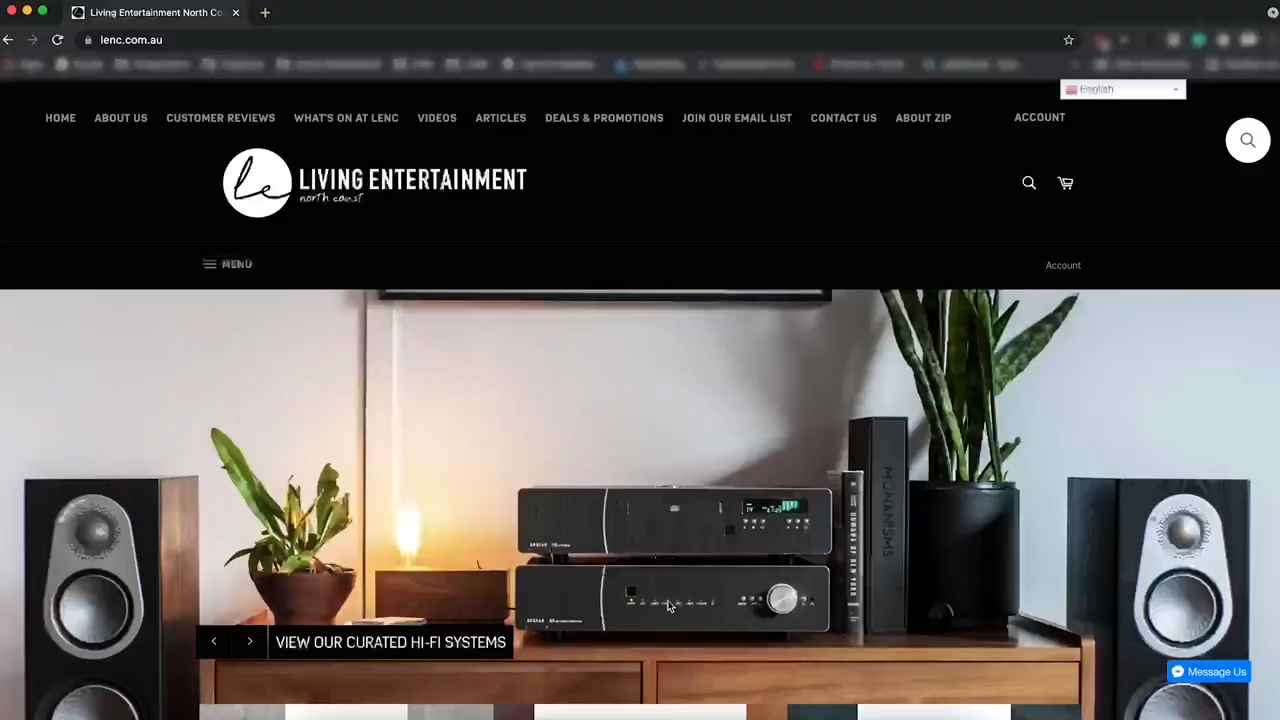 Living Entertainment North Co
lenc.com.au
English
HOME
ABOUT US
CUSTOMER REVIEWS
WHAT'S ON AT LENC
VIDEOS
ARTICLES
DEALS & PROMOTIONS
JOIN OUR EMAIL LIST
CONTACT US
ABOUT ZIP
ACCOUNT
le
LIVING ENTERTAINMENT
north coast
MENU
Account
MUNANSMS
VIEW OUR CURATED HI-FI SYSTEMS
Message Us